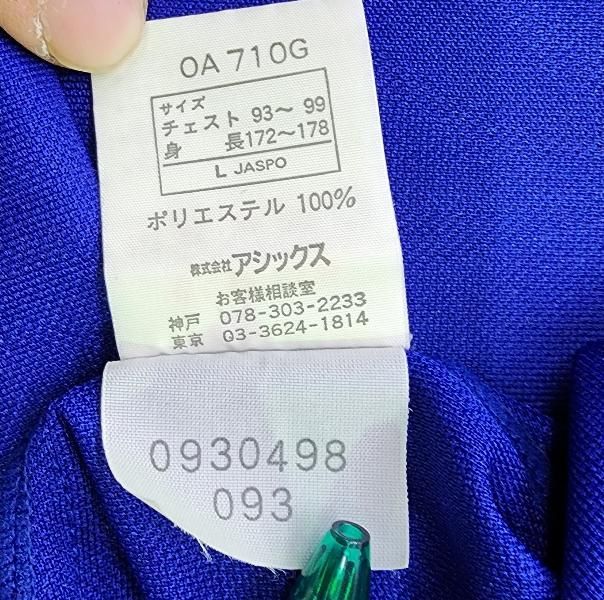 OA710G
サイズ
チェスト 93〜 99
身 長172〜178
L JASPO
ポリエステル 100%
株式会社アシックス
お客様相談室
神戸 078-303-2233
東京 03-3624-1814
0930498
093